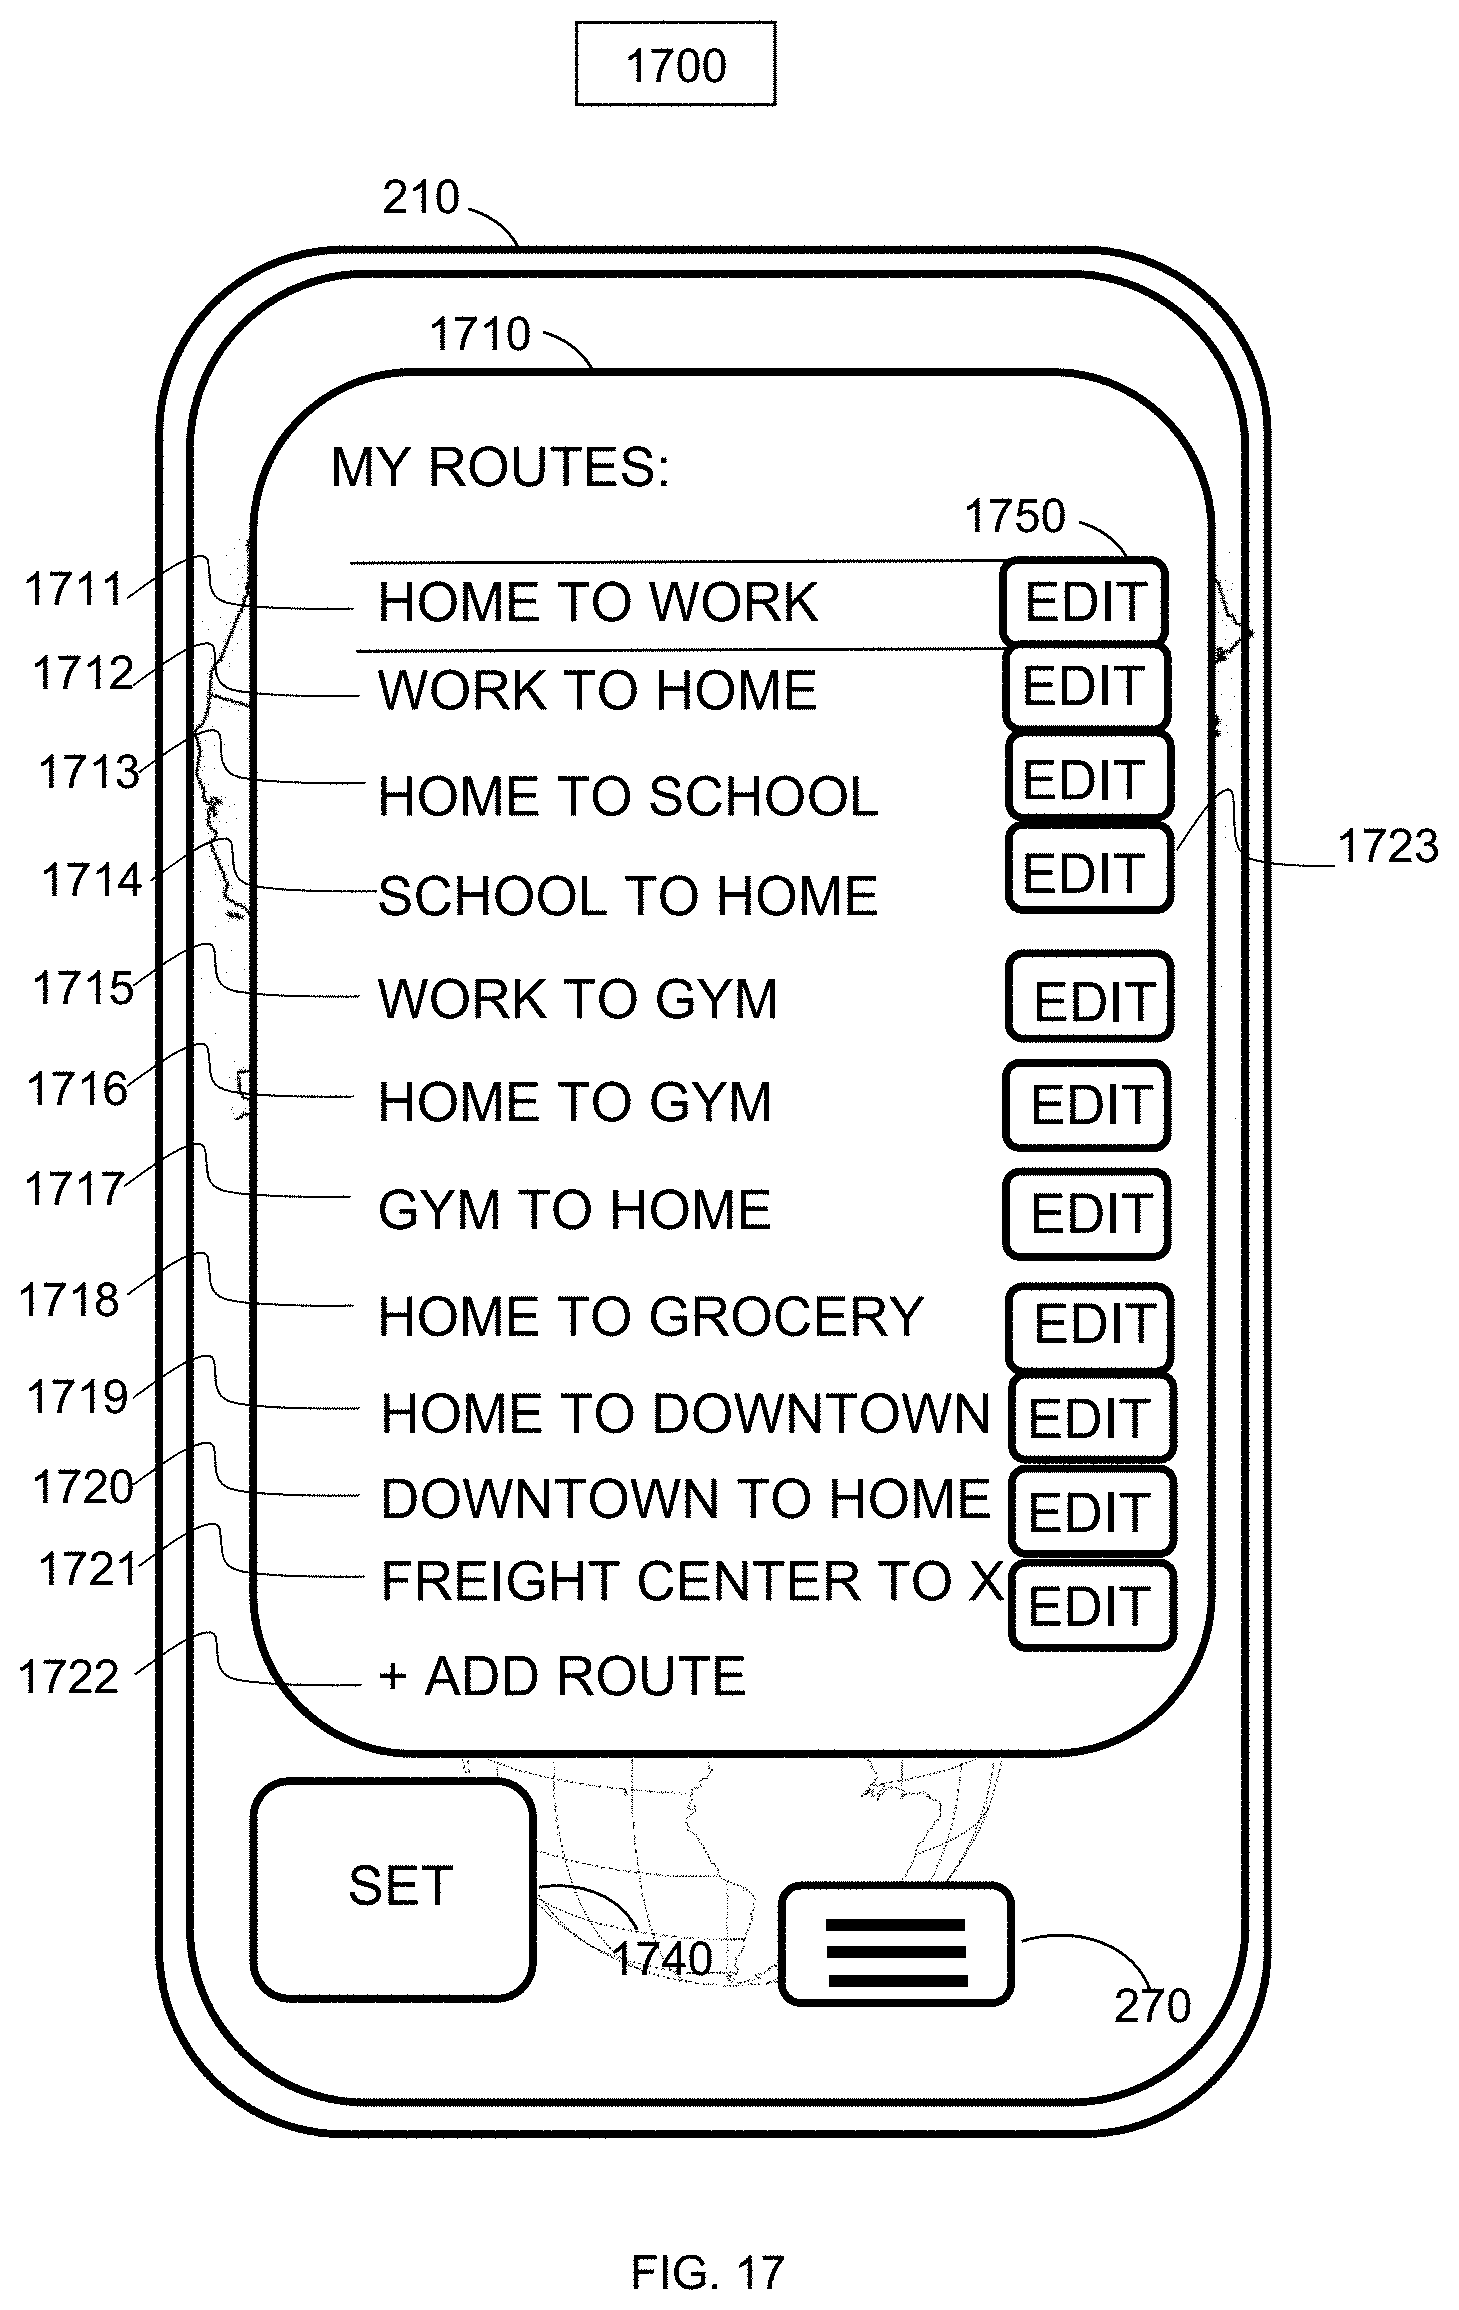 1700
210
1710
MY ROUTES:
1750
1711 HOME TO WORK EDIT
1712 WORK TO HOME EDIT
1713 HOME TO SCHOOL EDIT
1723
1714 SCHOOL TO HOME EDIT
1715 WORK TO GYM EDIT
1716 HOME TO GYM EDIT
1717 GYM TO HOME EDIT
1718 HOME TO GROCERY EDIT
1719 HOME TO DOWNTOWN EDIT
1720 DOWNTOWN TO HOME EDIT
1721 FREIGHT CENTER TO X EDIT
1722 + ADD ROUTE
SET
1740
270
FIG. 17